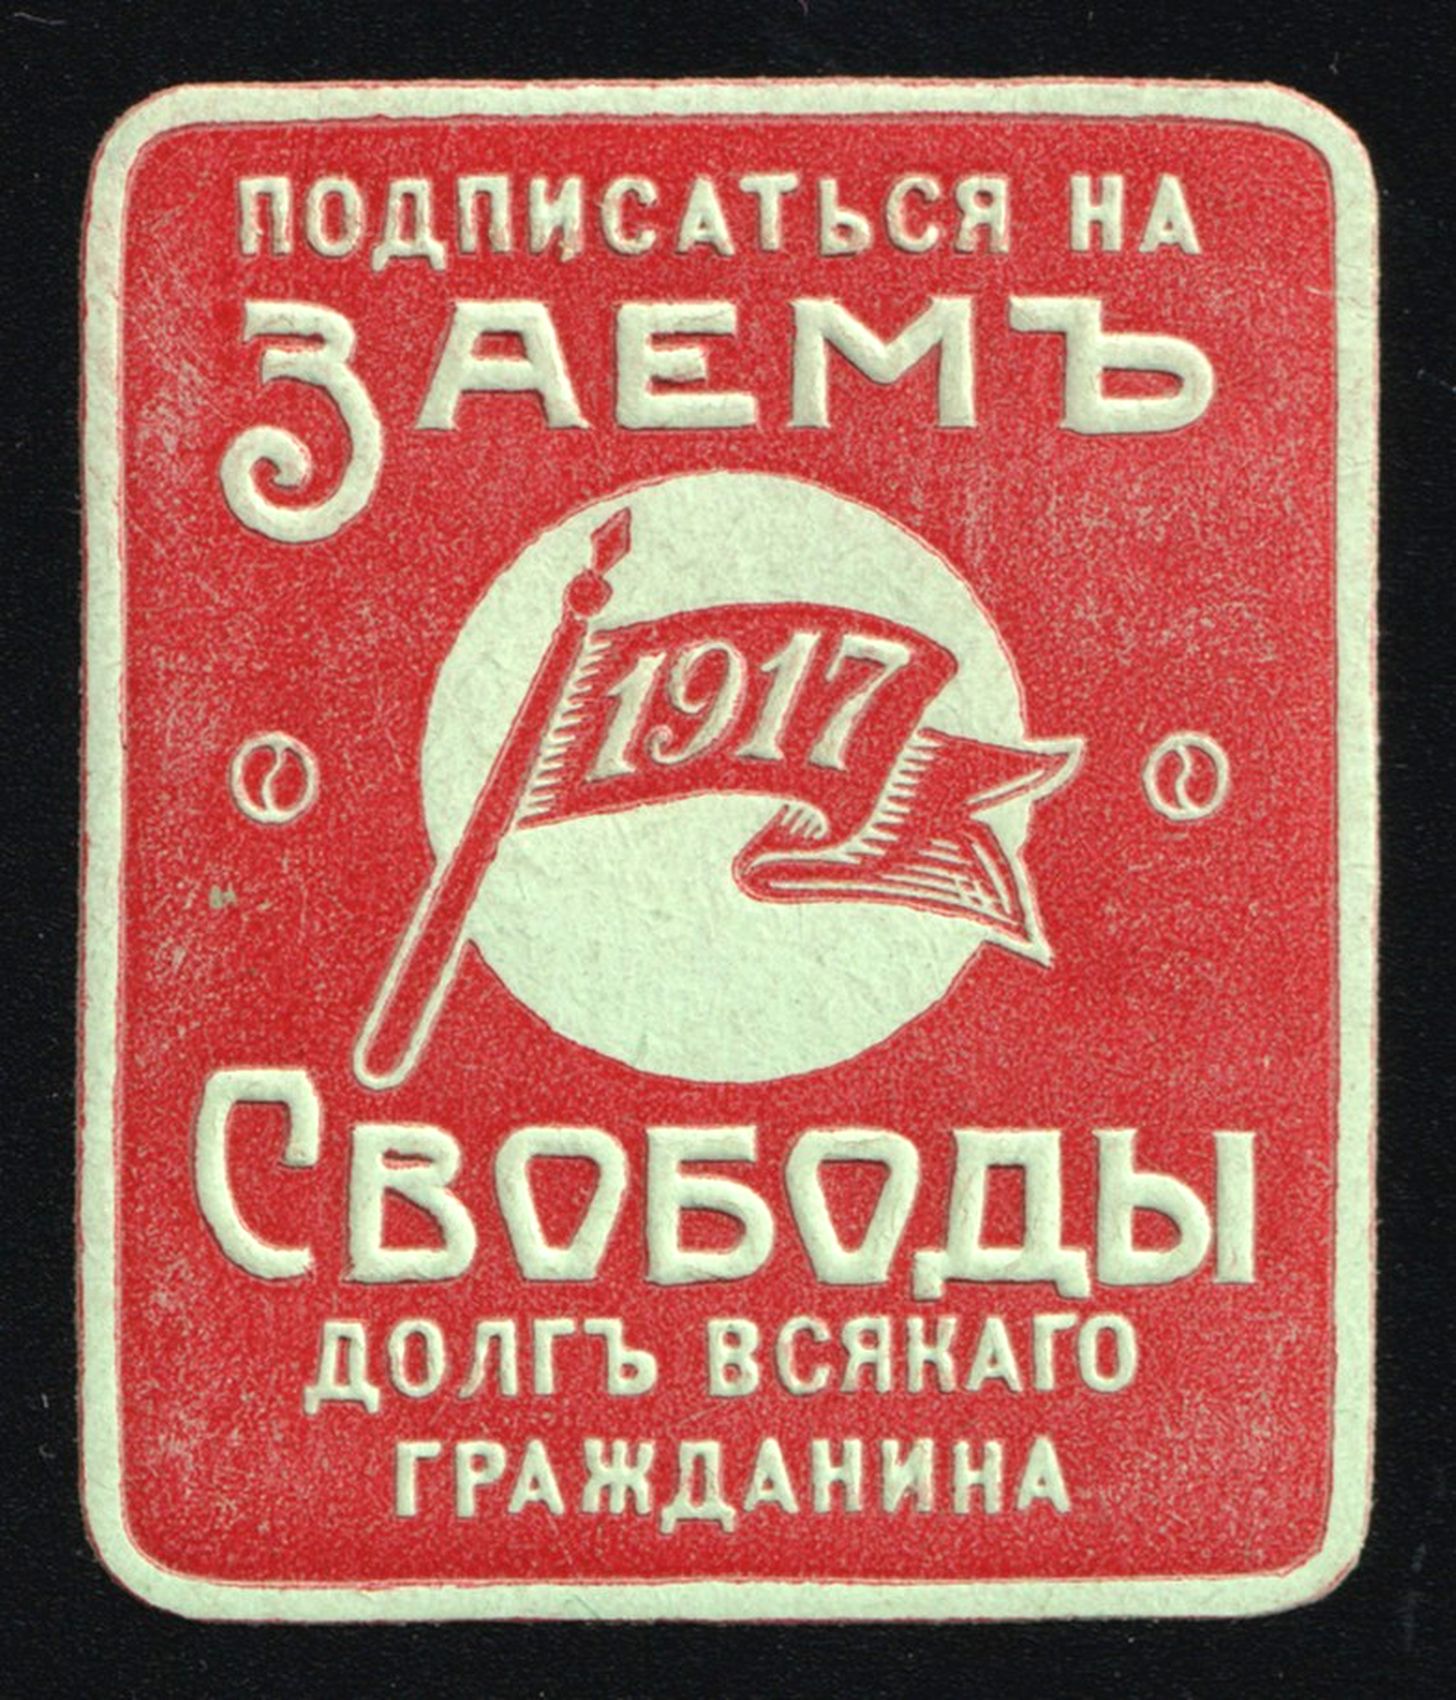 ПОДПИСАТЬСЯ НА
ЗАЕМЪ
1917
СВОБОДЫ
ДОЛГЪ ВСЯКАГО
ГРАЖДАНИНА